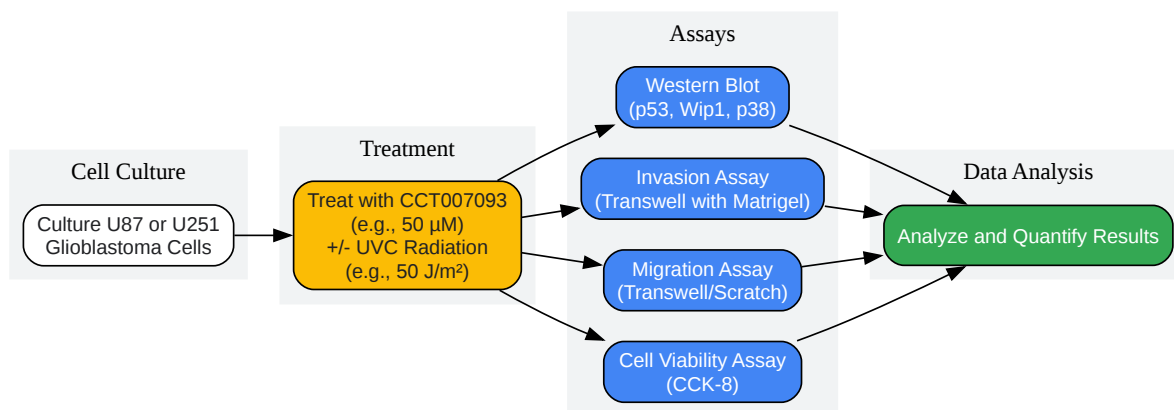 Cell Culture
Culture U87 or U251
Glioblastoma Cells
Treatment
Treat with CCT007093
(e.g., 50 µM)
+/- UVC Radiation
(e.g., 50 J/m²)
Assays
Western Blot
(p53, Wip1, p38)
Invasion Assay
(Transwell with Matrigel)
Migration Assay
(Transwell/Scratch)
Cell Viability Assay
(CCK-8)
Data Analysis
Analyze and Quantify Results